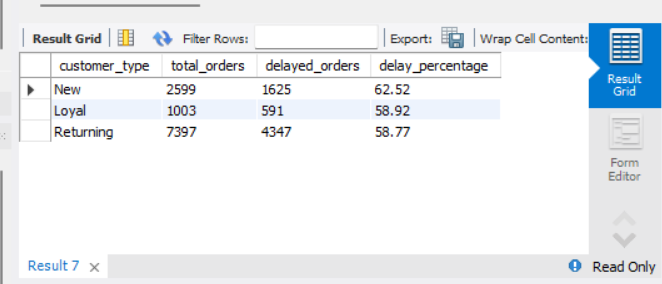 Result Grid Filter Rows: Export: Wrap Cell Content:
customer_type total_orders delayed_orders delay_percentage
New 2599 1625 62.52
Loyal 1003 591 58.92
Returning 7397 4347 58.77
Result
Grid
Form
Editor
Result 7 × Read Only